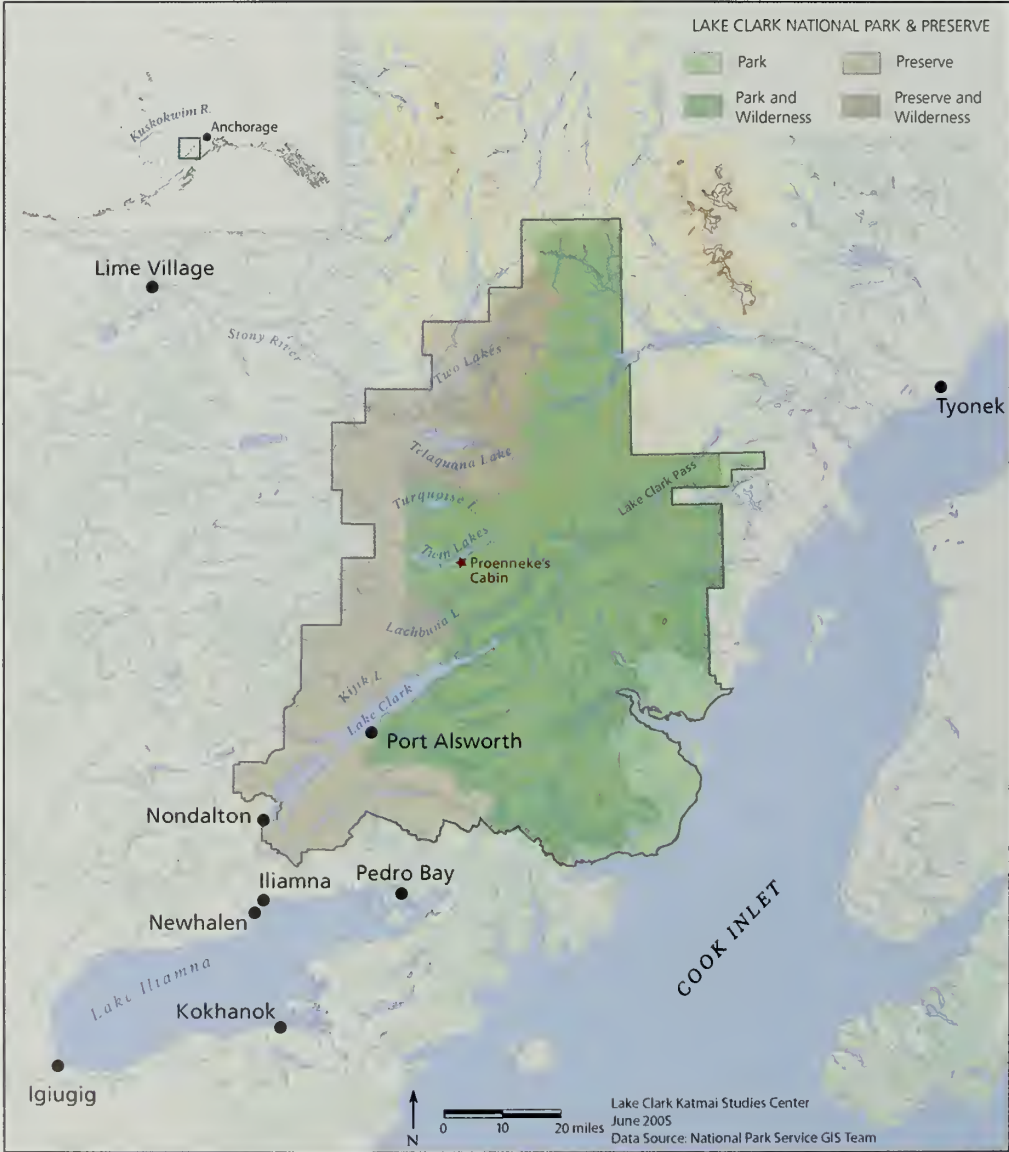 LAKE CLARK NATIONAL PARK & PRESERVE
Park
Preserve
Park and
Wilderness
Preserve and
Wilderness
Kuskokwim R.
Anchorage
Lime Village
Stony River
Two Lakes
Tyonek
Telaquana Lake
Lake Clark Pass
Turquoise L.
Twin Lakes
Proenneke's
Cabin
Lachbuna L
Kijik L
Lake Clark
Port Alsworth
Nondalton
Iliamna
Pedro Bay
Newhalen
COOK INLET
Lake Iliamna
Kokhanok
Igiugig
N
0 10 20 miles
Lake Clark Katmai Studies Center
June 2005
Data Source: National Park Service GIS Team